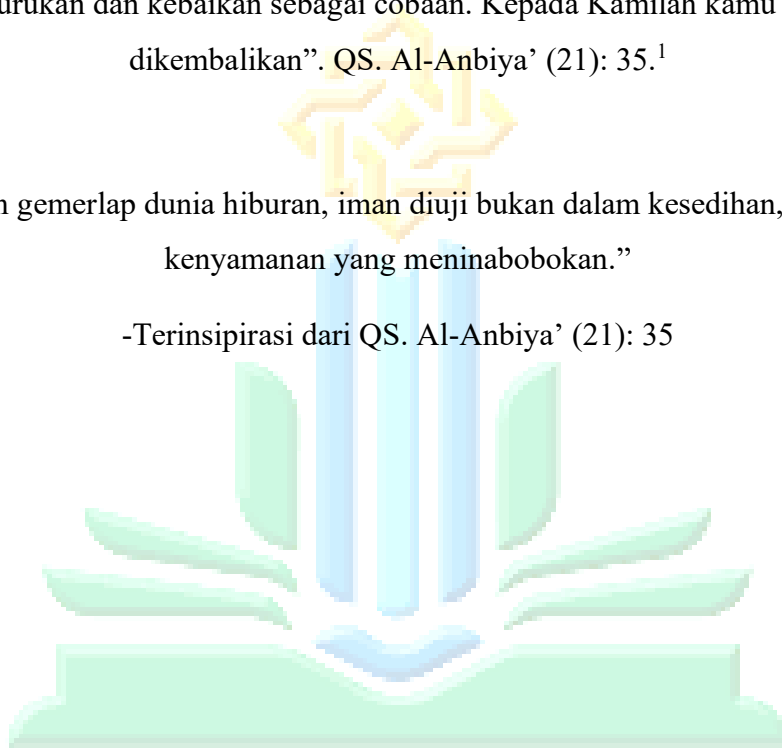 dan kebaikan sebagai cobaan. Kepada Kamilah kamu
dikembalikan”. QS. Al-Anbiya’ (21): 35.1
gemerlap dunia hiburan, iman diuji bukan dalam kesedihan,
kenyamanan yang meninabobokan.”
-Terinsipirasi dari QS. Al-Anbiya’ (21): 35